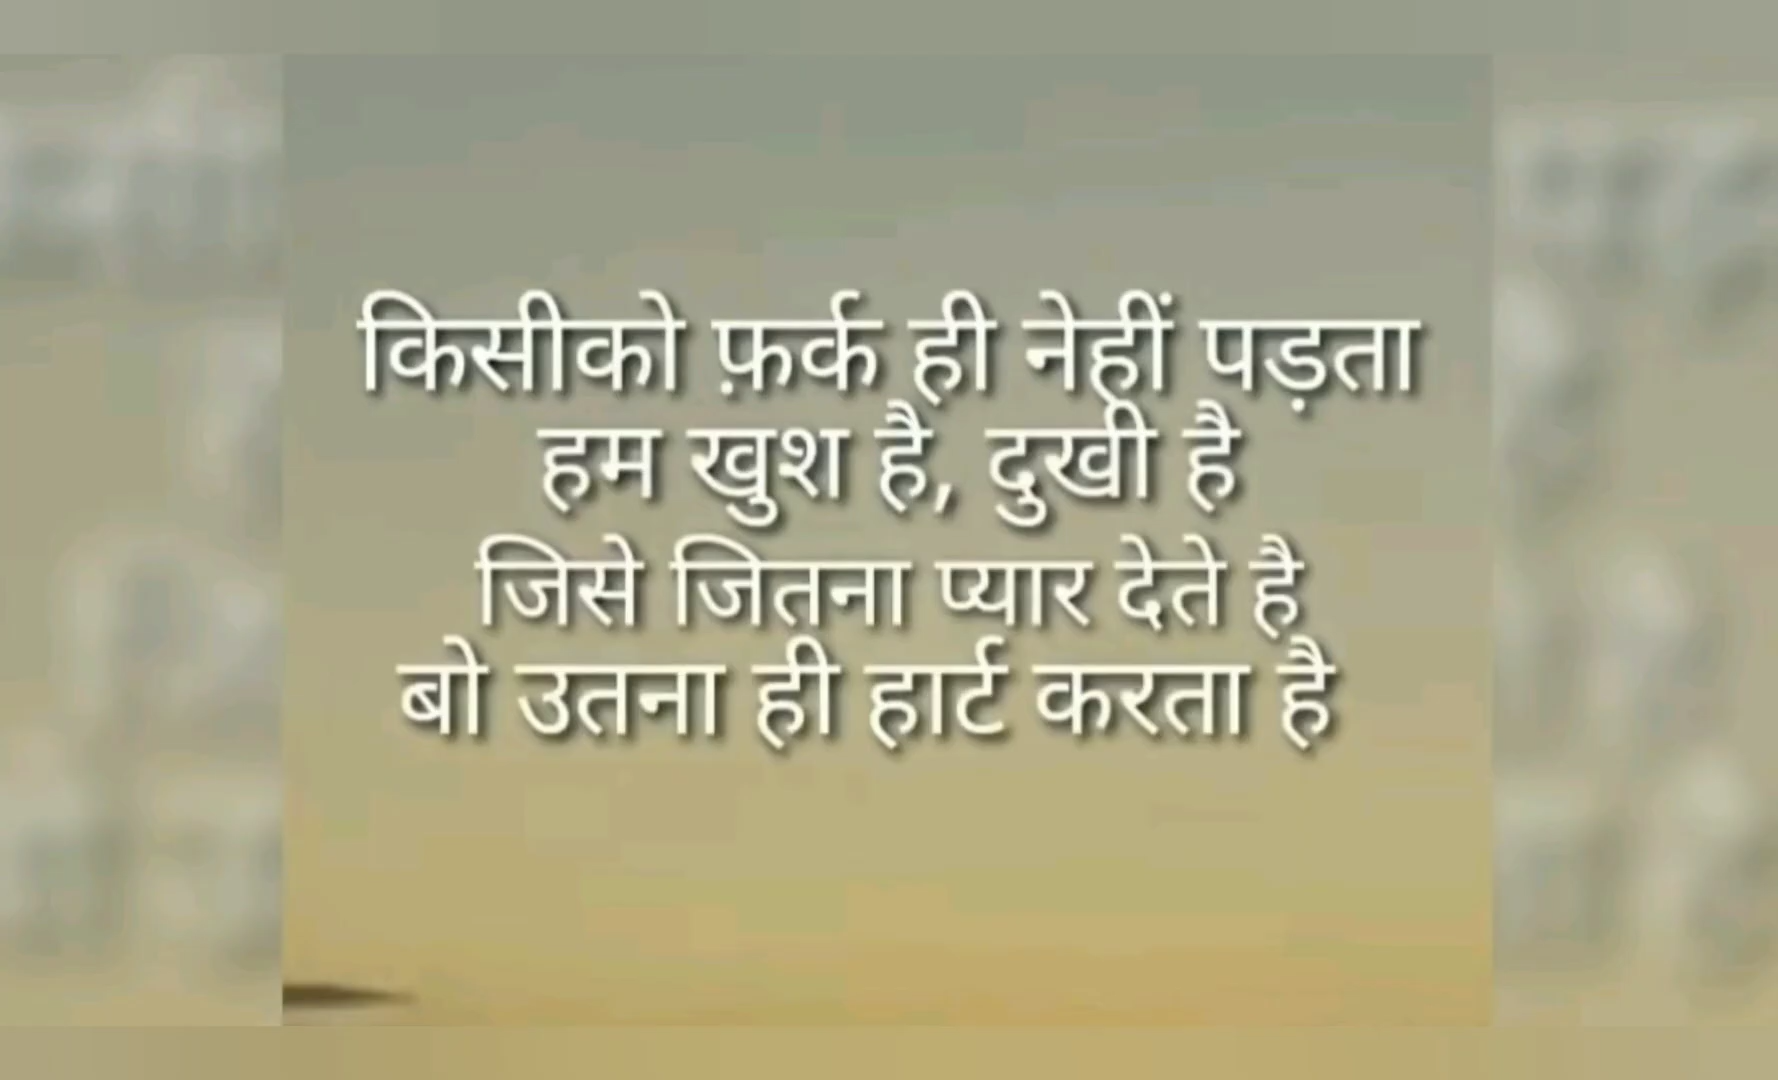 किसीको फ़र्क ही नेहीं पड़ता
हम खुश है, दुखी है
जिसे जितना प्यार देते है
बो उतना ही हार्ट करता है